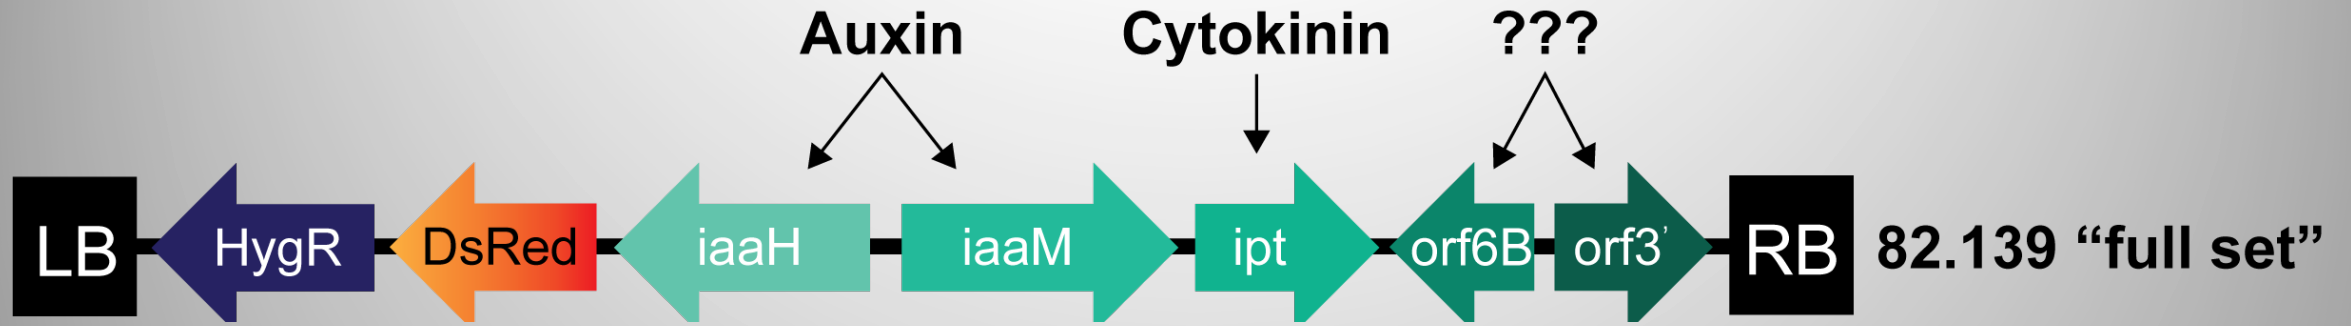 Auxin Cytokinin ???
LB HygR DsRed iaaH iaaM ipt orf6B orf3’ RB 82.139 “full set”